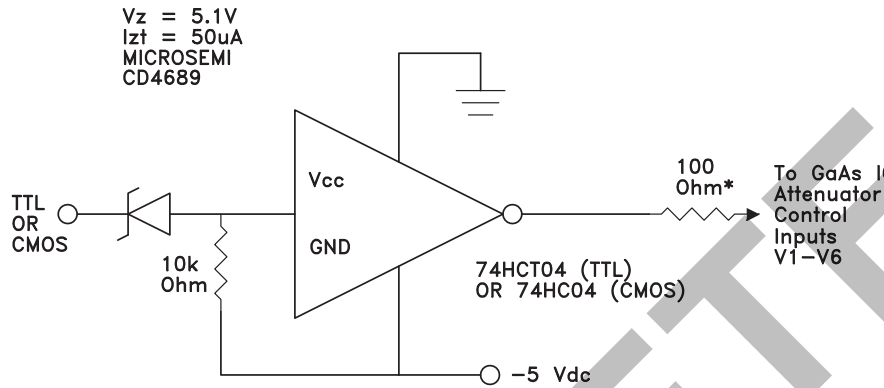 Vz = 5.1V
Izt = 50uA
MICROSEMI
CD4689
Vcc
GND
TTL
OR
CMOS
10k
Ohm
100
Ohm*
To GaAs
Attenuator
Control
Inputs
V1-V6
74HCT04 (TTL)
OR 74HC04 (CMOS)
-5 Vdc